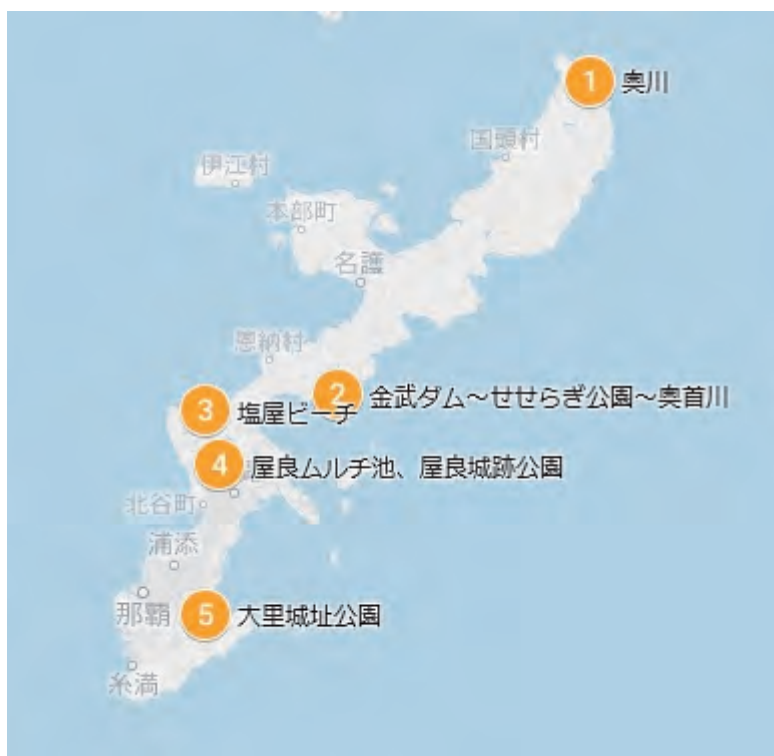 1 奥川
国頭村
伊江村
本部町
名護
恩納村
2 金武ダム～せせらぎ公園～奥首川
3 塩屋ビーチ
4 屋良ムルチ池、屋良城跡公園
北谷町
浦添
那覇
5 大里城址公園
糸満